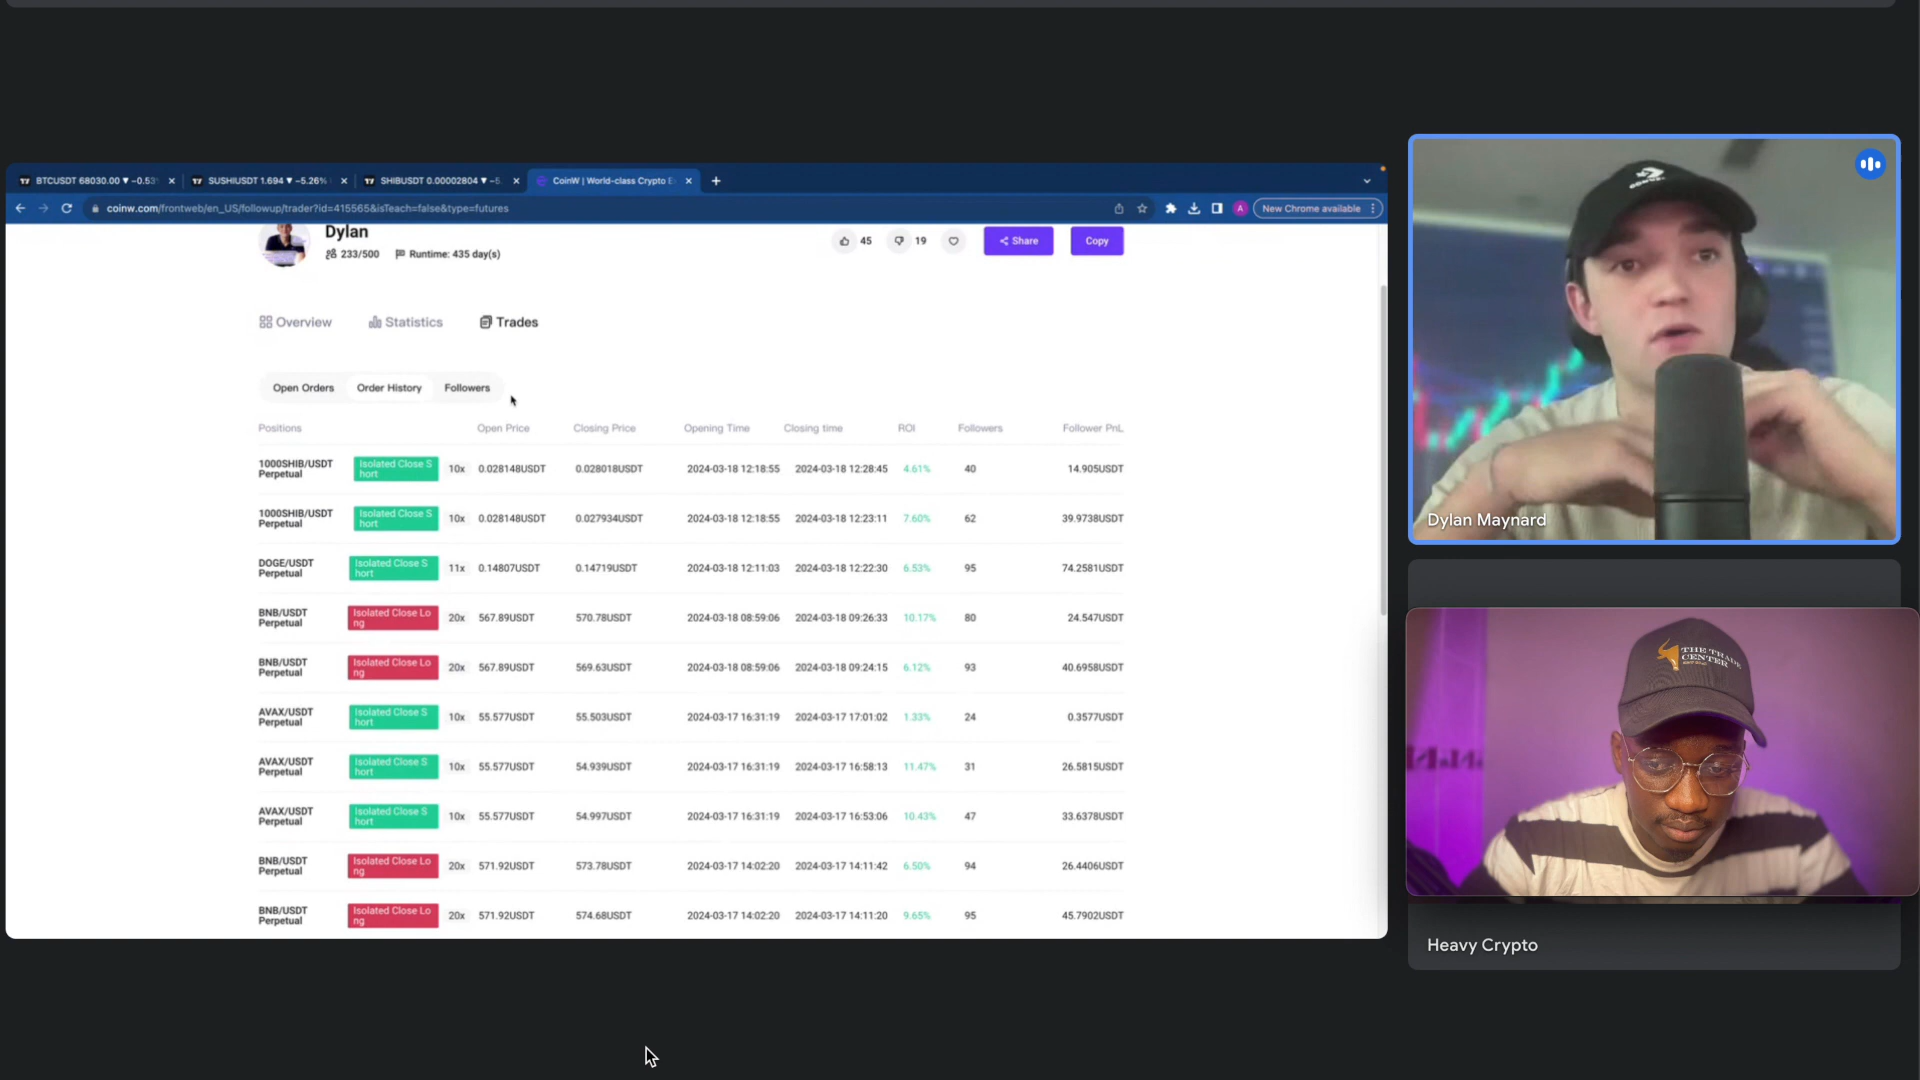 BTCUSDT 68030.00 ▼ −0.53
SUSHIUSDT 1.694 ▼ −5.26%
SHIBUSDT 0.00002804 ▼ −5
CoinW | World-class Crypto E
coinw.com/frontweb/en_US/followup/trader?id=415565&isTeach=false&type=futures
A
New Chrome available
Dylan
233/500 Runtime: 435 day(s)
45 19 Share Copy
Overview Statistics Trades
Open Orders Order History Followers
Positions Open Price Closing Price Opening Time Closing time ROI Followers Follower PnL
1000SHIB/USDT Perpetual Isolated Close Short 10x 0.028148USDT 0.028018USDT 2024-03-18 12:18:55 2024-03-18 12:28:45 4.61% 40 14.905USDT
1000SHIB/USDT Perpetual Isolated Close Short 10x 0.028148USDT 0.027934USDT 2024-03-18 12:18:55 2024-03-18 12:23:11 7.60% 62 39.9738USDT
DOGE/USDT Perpetual Isolated Close Short 11x 0.14807USDT 0.14719USDT 2024-03-18 12:11:03 2024-03-18 12:22:30 6.53% 95 74.2581USDT
BNB/USDT Perpetual Isolated Close Long 20x 567.89USDT 570.78USDT 2024-03-18 08:59:06 2024-03-18 09:26:33 10.17% 80 24.547USDT
BNB/USDT Perpetual Isolated Close Long 20x 567.89USDT 569.63USDT 2024-03-18 08:59:06 2024-03-18 09:24:15 6.12% 93 40.6958USDT
AVAX/USDT Perpetual Isolated Close Short 10x 55.577USDT 55.503USDT 2024-03-17 16:31:19 2024-03-17 17:01:02 1.33% 24 0.3577USDT
AVAX/USDT Perpetual Isolated Close Short 10x 55.577USDT 54.939USDT 2024-03-17 16:31:19 2024-03-17 16:58:13 11.47% 31 26.5815USDT
AVAX/USDT Perpetual Isolated Close Short 10x 55.577USDT 54.997USDT 2024-03-17 16:31:19 2024-03-17 16:53:06 10.43% 47 33.6378USDT
BNB/USDT Perpetual Isolated Close Long 20x 571.92USDT 573.78USDT 2024-03-17 14:02:20 2024-03-17 14:11:42 6.50% 94 26.4406USDT
BNB/USDT Perpetual Isolated Close Long 20x 571.92USDT 574.68USDT 2024-03-17 14:02:20 2024-03-17 14:11:20 9.65% 95 45.7902USDT
Dylan Maynard
THE TRADE
CENTER
Heavy Crypto